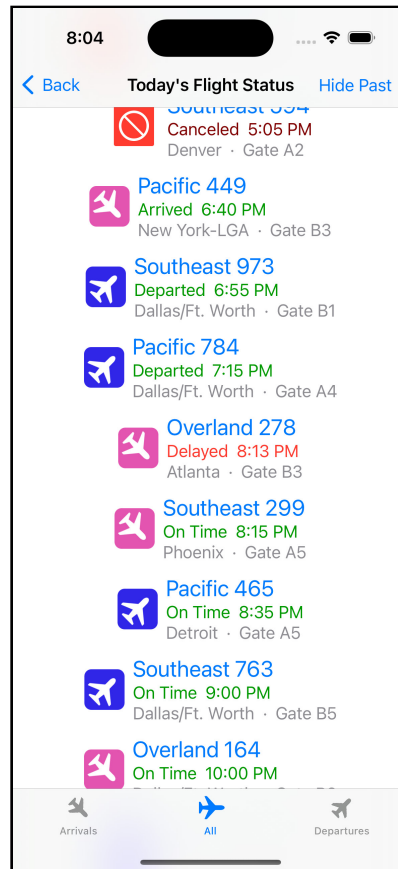 8:04
Back
Today's Flight Status
Hide Past
Southeast 594
Canceled 5:05 PM
Denver · Gate A2
Pacific 449
Arrived 6:40 PM
New York-LGA · Gate B3
Southeast 973
Departed 6:55 PM
Dallas/Ft. Worth · Gate B1
Pacific 784
Departed 7:15 PM
Dallas/Ft. Worth · Gate A4
Overland 278
Delayed 8:13 PM
Atlanta · Gate B3
Southeast 299
On Time 8:15 PM
Phoenix · Gate A5
Pacific 465
On Time 8:35 PM
Detroit · Gate A5
Southeast 763
On Time 9:00 PM
Dallas/Ft. Worth · Gate B5
Overland 164
On Time 10:00 PM
Arrivals
All
Departures